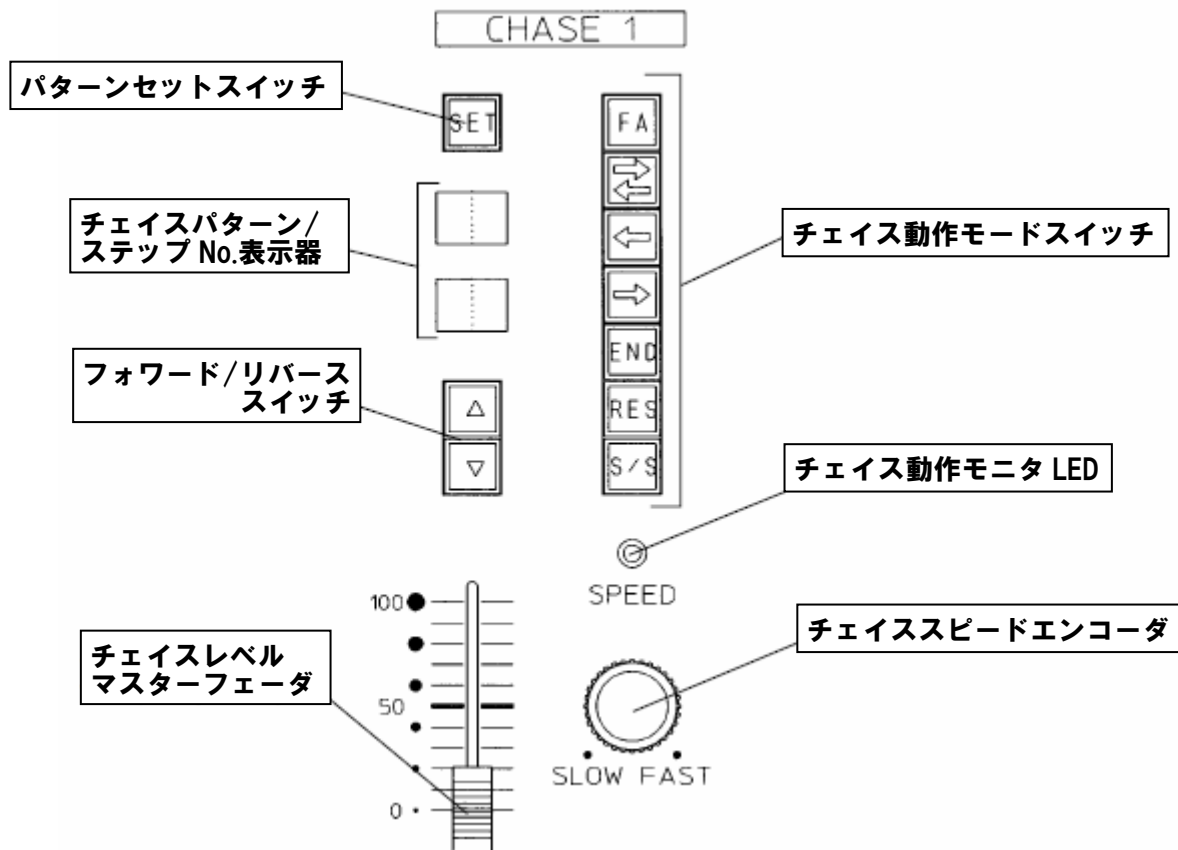 CHASE 1
パターンセットスイッチ
SET
FA
チェイスパターン/
ステップ No.表示器
チェイス動作モードスイッチ
フォワード/リバース
スイッチ
END
RES
S/S
チェイス動作モニタ LED
SPEED
100
50
0
チェイスレベル
マスターフェーダ
チェイススピードエンコーダ
SLOW FAST